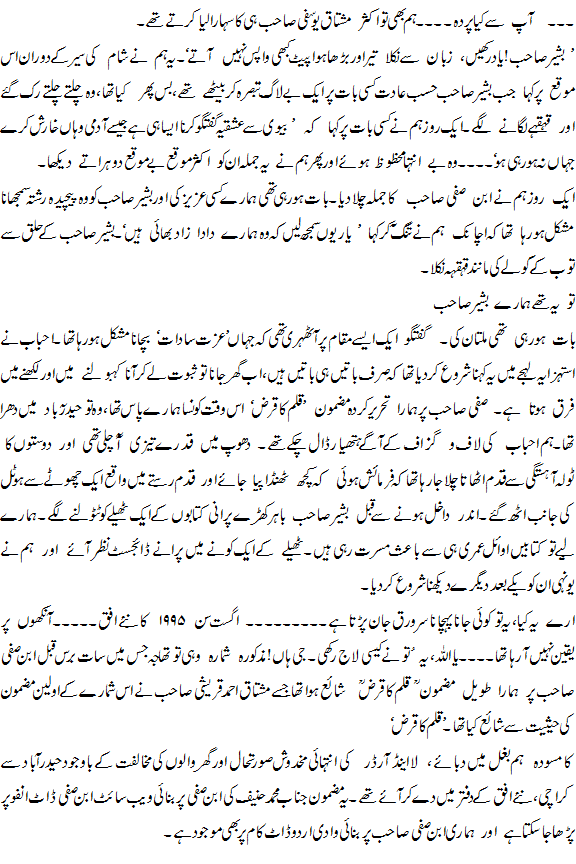 ۔۔۔ آپ سے کیا پردہ ۔۔۔۔ہم بھی تو اکثر مشتاق یوسفی صاحب ہی کا سہارا لیا کرتے تھے۔
’بشیر صاحب! یاد رکھیں، زبان سے نکلا تیر اور بڑھا ہوا پیٹ کبھی واپس نہیں آتے‘۔یہ ہم نے شام کی سیر کے دوران اس
موقع پر کہا جب بشیر صاحب حسب عادت کسی بات پر ایک بے لاگ تبصرہ کر بیٹھے تھے، بس پھر کیا تھا، وہ چلتے چلتے رک گئے
اور قہقہے لگانے لگے۔ایک روز ہم نے کسی بات پر کہا کہ ’بیوی سے عشقیہ گفتگو کرنا ایسا ہی ہے جیسے آدمی وہاں خارش کرے
جہاں نہ ہو رہی ہو‘۔۔۔۔وہ بے انتہا محظوظ ہوئے اور پھر ہم نے یہ جملہ ان کو اکثر موقع بے موقع دوہراتے دیکھا۔
ایک روز ہم نے ابن صفی صاحب کا جملہ چلا دیا۔بات ہو رہی تھی ہمارے کسی عزیز کی اور بشیر صاحب کو وہ پیچیدہ رشتہ سمجھانا
مشکل ہو رہا تھا کہ اچانک ہم نے تنگ آ کر کہا ’یار یوں سمجھ لیں کہ وہ ہمارے دادا زاد بھائی ہیں‘۔بشیر صاحب کے حلق سے
توپ کے گولے کی مانند قہقہہ نکلا۔
تو یہ تھے ہمارے بشیر صاحب
بات ہو رہی تھی ملتان کی۔ گفتگو ایک ایسے مقام پر آ ٹھہری تھی کہ جہاں ’عزت سادات‘ بچانا مشکل ہو رہا تھا۔احباب نے
استہزایہ لہجے میں یہ کہنا شروع کردیا تھا کہ صرف باتیں ہی باتیں ہیں، اب گھر جانا تو ثبوت لے کر آنا کہ بولنے میں اور لکھنے میں
فرق ہوتا ہے۔ صفی صاحب پر ہمارا تحریر کردہ مضمون ’قلم کا قرض‘ اس وقت کونسا ہمارے پاس تھا، وہ تو حیدرآباد میں دھرا
تھا۔ہم احباب کی لاف و گزاف کے آگے ہتھیار ڈال چکے تھے۔ دھوپ میں قدرے تیزی آ چلی تھی اور دوستوں کا
ٹولہ آہستگی سے قدم اٹھاتا چلا جا رہا تھا کہ فرمائش ہوئی کہ کچھ ٹھنڈا پیا جائے اور قدم رستے میں واقع ایک چھوٹے سے ہوٹل
کی جانب اٹھ گئے۔اندر داخل ہونے سے قبل بشیر صاحب باہر کھڑے پرانی کتابوں کے ایک ٹھیلے کو ٹٹولنے لگے۔ہمارے
لیے تو کتابیں اوائل عمری ہی سے باعث مسرت رہی ہیں۔ٹھیلے کے ایک کونے میں پرانے ڈائجسٹ نظر آئے اور ہم نے
یونہی ان کو یکے بعد دیگرے دیکھنا شروع کر دیا۔
ارے یہ کیا، یہ تو کوئی جانا پہچانا سرورق جان پڑتا ہے۔۔۔۔۔۔۔۔۔ اگست سن ۱۹۹۵ کا نئے افق۔۔۔۔۔آنکھوں پر
یقین نہیں آ رہا تھا۔۔۔۔یا اللہ، یہ تُو نے کیسی لاج رکھی۔جی ہاں! مذکورہ شمارہ وہی تو تھا جس میں سات برس قبل ابن صفی
صاحب پر ہمارا طویل مضمون ”قلم کا قرض“ شائع ہوا تھا جسے مشتاق احمد قریشی صاحب نے اس شمارے کے اولین مضمون
کی حیثیت سے شائع کیا تھا۔’قلم کا قرض‘
کا مسودہ ہم بغل میں دبائے، لا اینڈ آرڈر کی انتہائی مخدوش صورتحال اور گھر والوں کی مخالفت کے باوجود حیدرآباد سے
کراچی، نئے افق کے دفتر میں دے کر آئے تھے۔یہ مضمون جناب محمد حنیف کی ابن صفی پر بنائی ویب سائٹ ابن صفی ڈاٹ انفو پر
پڑھا جا سکتا ہے اور ہماری ابن صفی صاحب پر بنائی وادی اردو ڈاٹ کام پر بھی موجود ہے۔